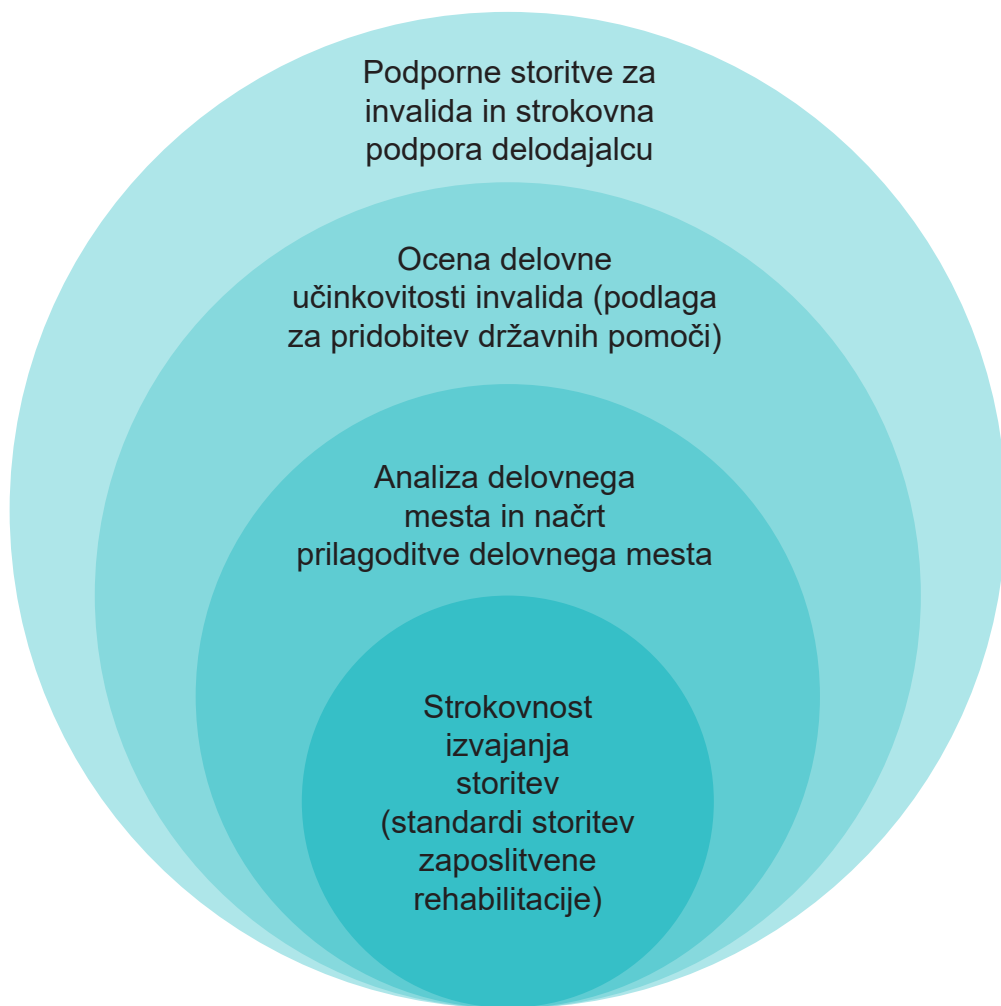 Podporne storitve za
invalida in strokovna
podpora delodajalcu
Ocena delovne
učinkovitosti invalida (podlaga
za pridobitev državnih pomoči)
Analiza delovnega
mesta in načrt
prilagoditve delovnega mesta
Strokovnost
izvajanja
storitev
(standardi storitev
zaposlitvene
rehabilitacije)